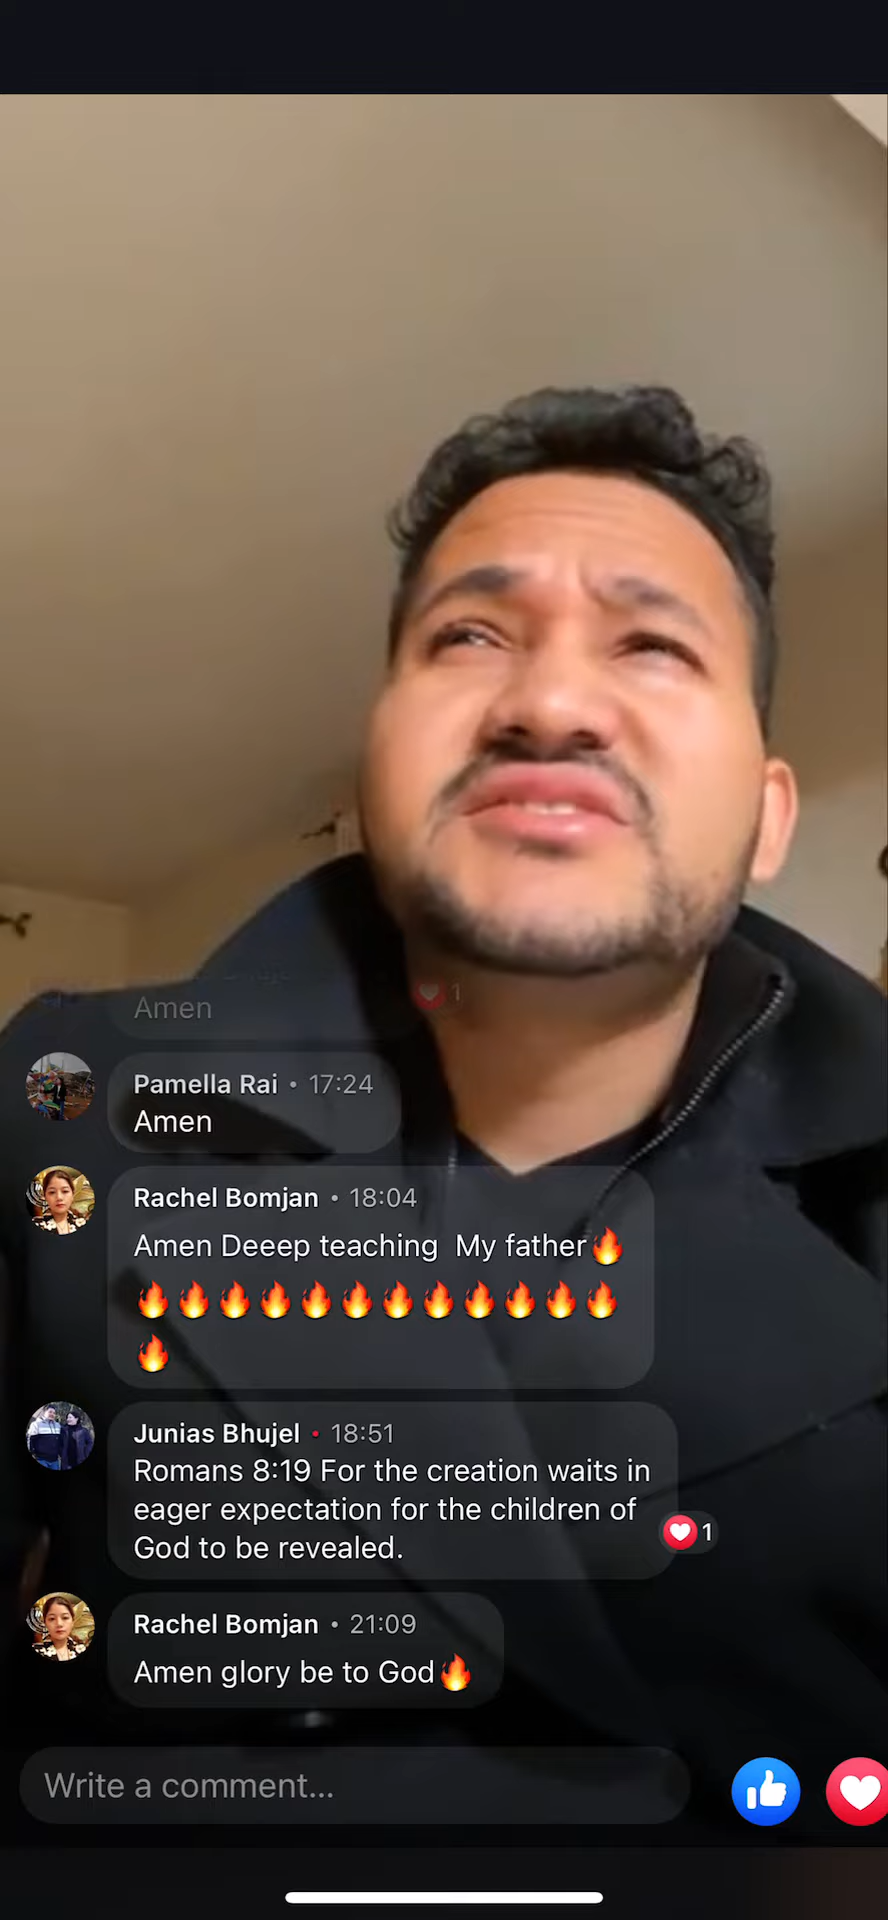 Amen
1
Pamella Rai • 17:24
Amen
Rachel Bomjan • 18:04
Amen Deeep teaching  My father🔥
🔥🔥🔥🔥🔥🔥🔥🔥🔥🔥🔥🔥
🔥
Junias Bhujel • 18:51
Romans 8:19 For the creation waits in
eager expectation for the children of
God to be revealed.
1
Rachel Bomjan • 21:09
Amen glory be to God🔥
Write a comment...